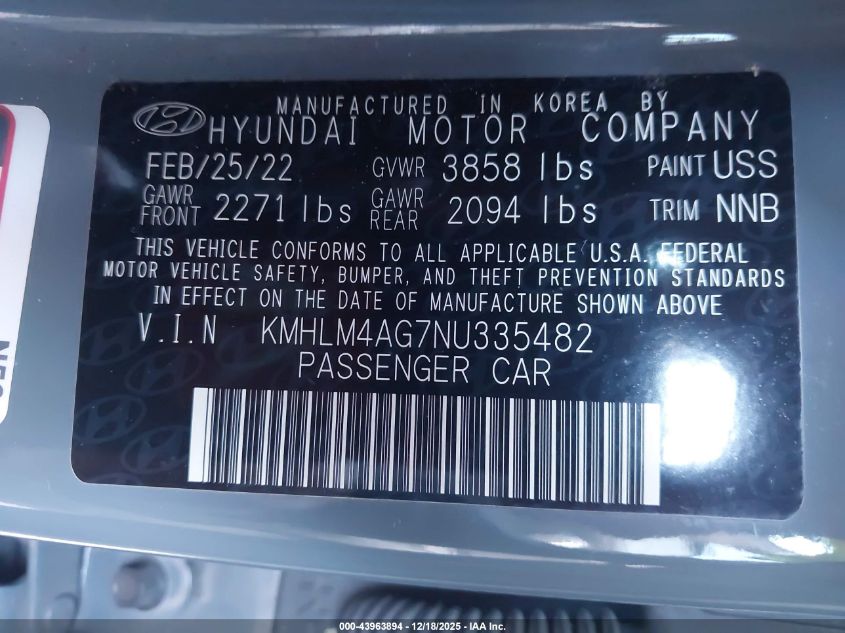 MANUFACTURED IN KOREA BY
HYUNDAI MOTOR COMPANY
FEB/25/22 GVWR 3858 lbs PAINT USS
GAWR FRONT 2271 lbs GAWR REAR 2094 lbs TRIM NNB
THIS VEHICLE CONFORMS TO ALL APPLICABLE U.S.A. FEDERAL
MOTOR VEHICLE SAFETY, BUMPER, AND THEFT PREVENTION STANDARDS
IN EFFECT ON THE DATE OF MANUFACTURE SHOWN ABOVE
V.I.N KMHLM4AG7NU335482
PASSENGER CAR
000-43963894 - 12/18/2025 - IAA Inc.